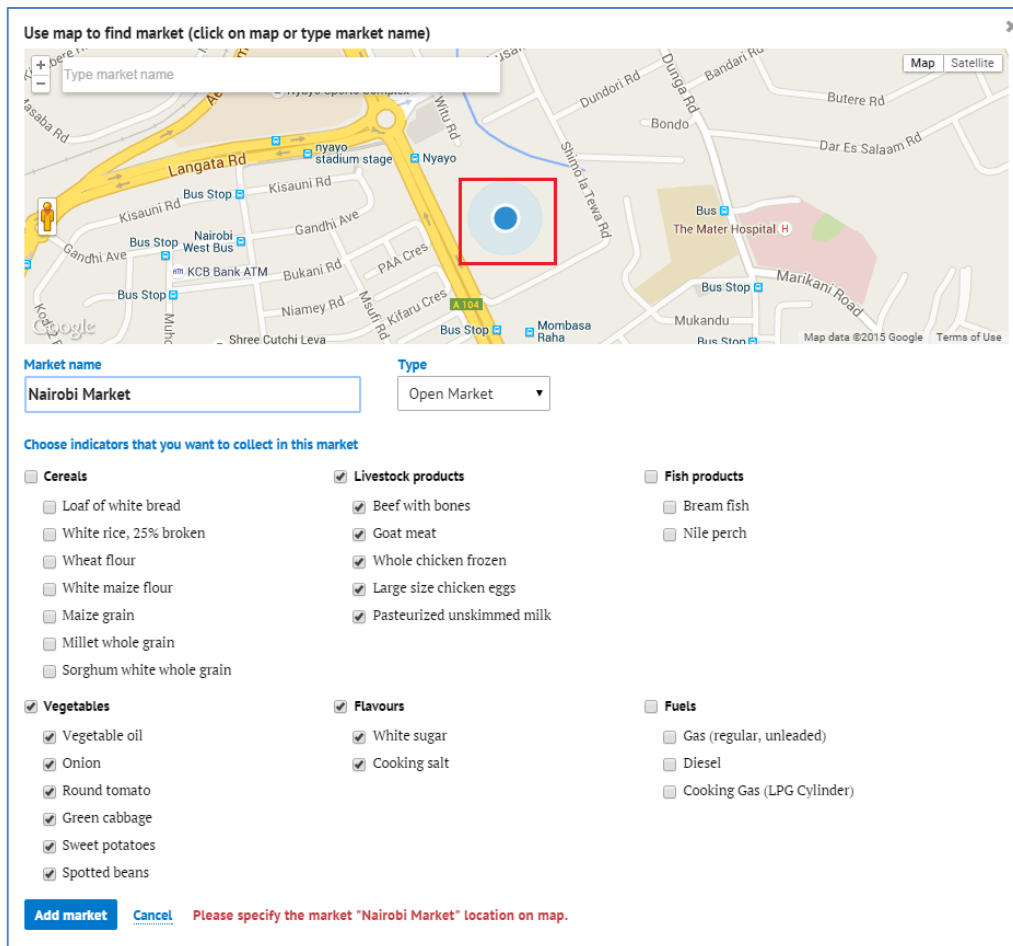 Use map to find market (click on map or type market name)
Type market name
Map Satellite
Nyayo Sports Complex
Masaba Rd
Langata Rd
nyayo
stadium stage
Nyayo
Witu Rd
Dundori Rd
Dunga Rd
Bandari Rd
Butere Rd
Bondo
Dar Es Salaam Rd
Shimo la Tewa Rd
Bus Stop
Kisauni Rd
Kisauni Rd
Gandhi Ave
Nairobi
West Bus
Bus Stop
Gandhi Ave
KCB Bank ATM
Bukani Rd
PAA Cres
Bus Stop
Niamey Rd
Msufi Rd
Kifaru Cres
A 104
Bus
The Mater Hospital H
Bus Stop
Marikani Road
Mukandu
Google
Shree Cutchi Leva
Bus Stop
Mombasa
Raha
Bus Stop
Map data ©2015 Google Terms of Use
Market name Type
Nairobi Market Open Market
Choose indicators that you want to collect in this market
Cereals
Loaf of white bread
White rice, 25% broken
Wheat flour
White maize flour
Maize grain
Millet whole grain
Sorghum white whole grain
Livestock products
Beef with bones
Goat meat
Whole chicken frozen
Large size chicken eggs
Pasteurized unskimmed milk
Fish products
Bream fish
Nile perch
Vegetables
Vegetable oil
Onion
Round tomato
Green cabbage
Sweet potatoes
Spotted beans
Flavours
White sugar
Cooking salt
Fuels
Gas (regular, unleaded)
Diesel
Cooking Gas (LPG Cylinder)
Add market Cancel Please specify the market "Nairobi Market" location on map.